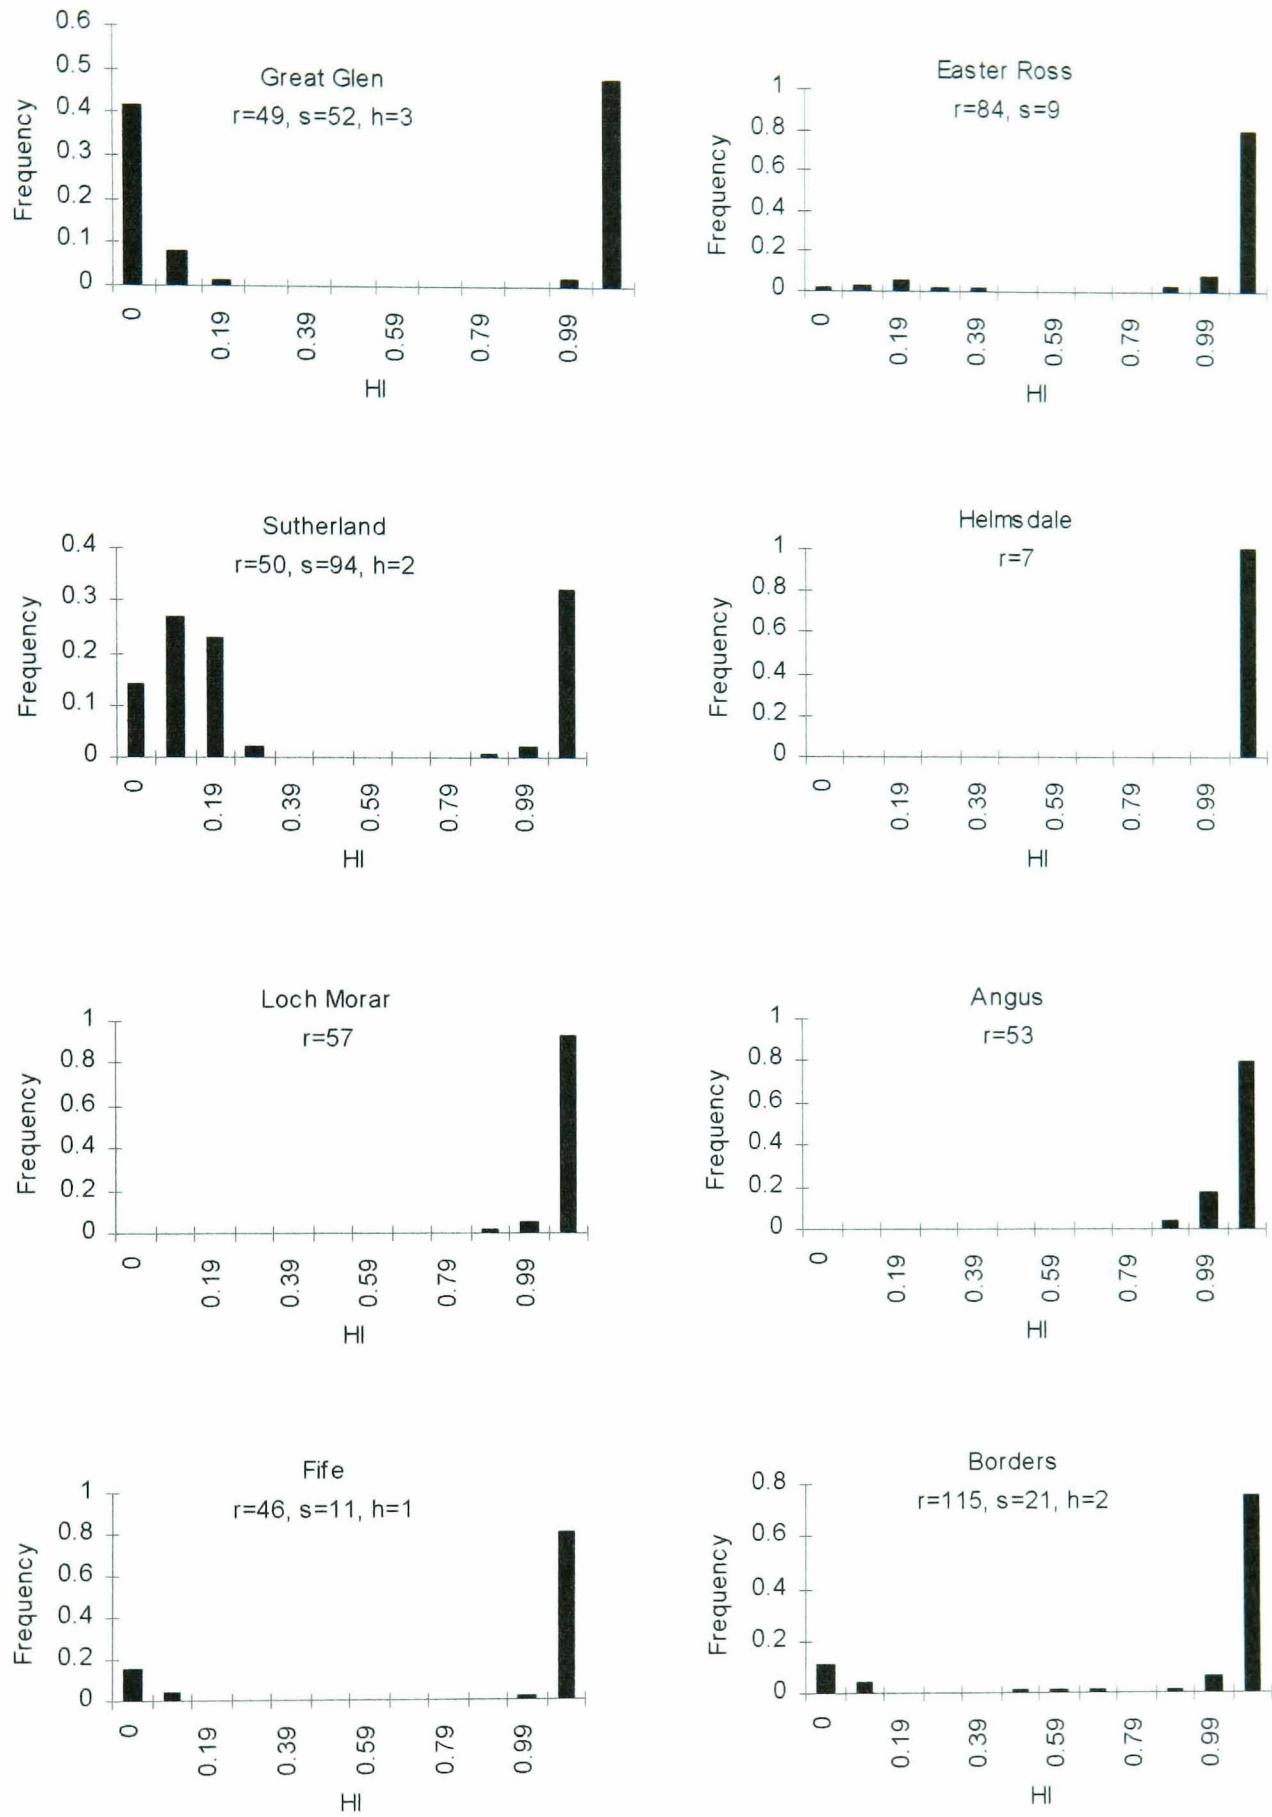 Great Glen
r=49, s=52, h=3
Frequency
0.6
0.5
0.4
0.3
0.2
0.1
0
0
0.19
0.39
0.59
0.79
0.99
HI
Easter Ross
r=84, s=9
Frequency
1
0.8
0.6
0.4
0.2
0
0
0.19
0.39
0.59
0.79
0.99
HI
Sutherland
r=50, s=94, h=2
Frequency
0.4
0.3
0.2
0.1
0
0
0.19
0.39
0.59
0.79
0.99
HI
Helmsdale
r=7
Frequency
1
0.8
0.6
0.4
0.2
0
0
0.19
0.39
0.59
0.79
0.99
HI
Loch Morar
r=57
Frequency
1
0.8
0.6
0.4
0.2
0
0
0.19
0.39
0.59
0.79
0.99
HI
Angus
r=53
Frequency
1
0.8
0.6
0.4
0.2
0
0
0.19
0.39
0.59
0.79
0.99
HI
Fife
r=46, s=11, h=1
Frequency
1
0.8
0.6
0.4
0.2
0
0
0.19
0.39
0.59
0.79
0.99
HI
Borders
r=115, s=21, h=2
Frequency
0.8
0.6
0.4
0.2
0
0
0.19
0.39
0.59
0.79
0.99
HI